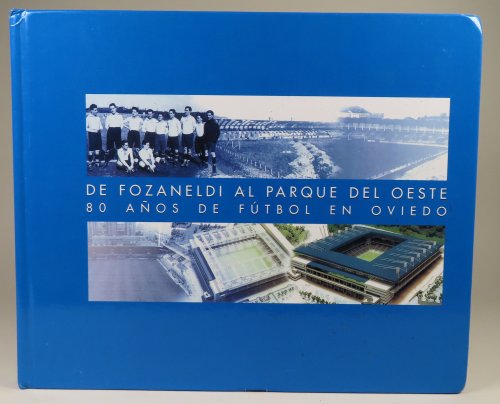 DE FOZANELDI AL PARQUE DEL OESTE
80 AÑOS DE FÚTBOL EN OVIEDO